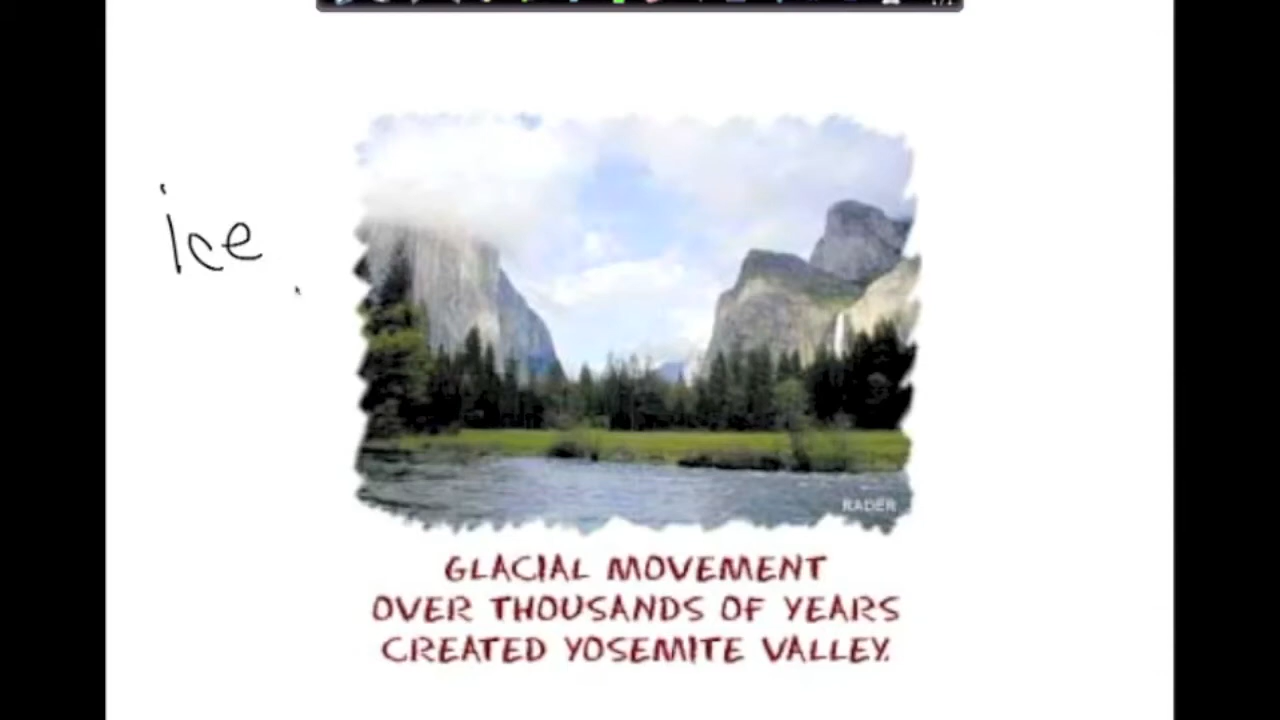 ice
RADER
GLACIAL MOVEMENT
OVER THOUSANDS OF YEARS
CREATED YOSEMITE VALLEY.